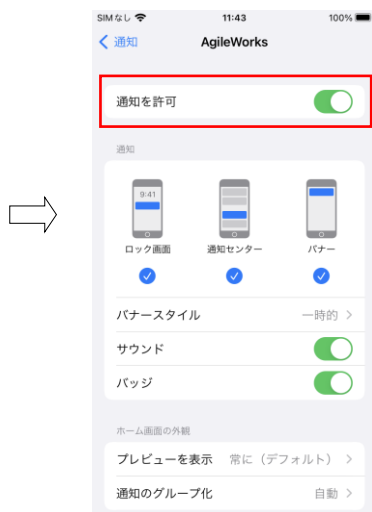 SIMなし 11:43 100%
通知 AgileWorks
通知を許可
通知
9:41
ロック画面 通知センター バナー
バナースタイル 一時的
サウンド
バッジ
ホーム画面の外観
プレビューを表示 常に（デフォルト）
通知のグループ化 自動